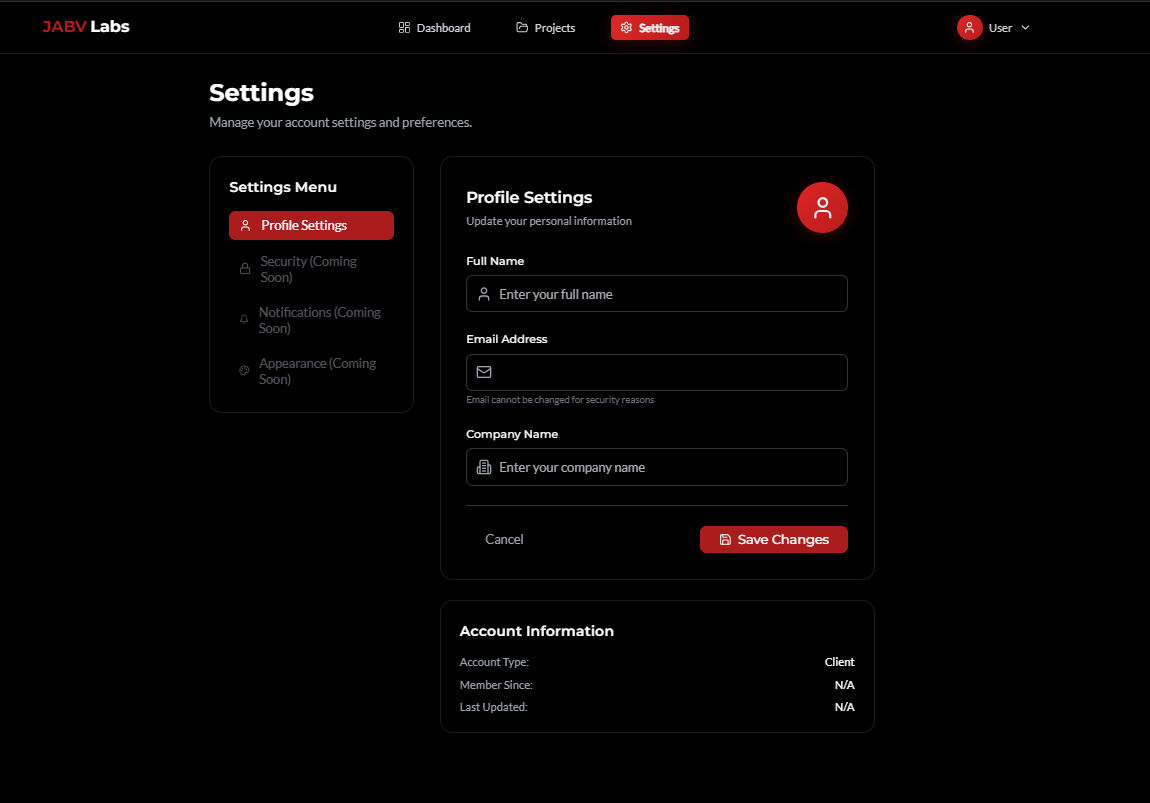 JABV Labs
Dashboard
Projects
Settings
User
Settings
Manage your account settings and preferences.
Settings Menu
Profile Settings
Security (Coming
Soon)
Notifications (Coming
Soon)
Appearance (Coming
Soon)
Profile Settings
Update your personal information
Full Name
Enter your full name
Email Address
Email cannot be changed for security reasons
Company Name
Enter your company name
Cancel
Save Changes
Account Information
Account Type: Client
Member Since: N/A
Last Updated: N/A